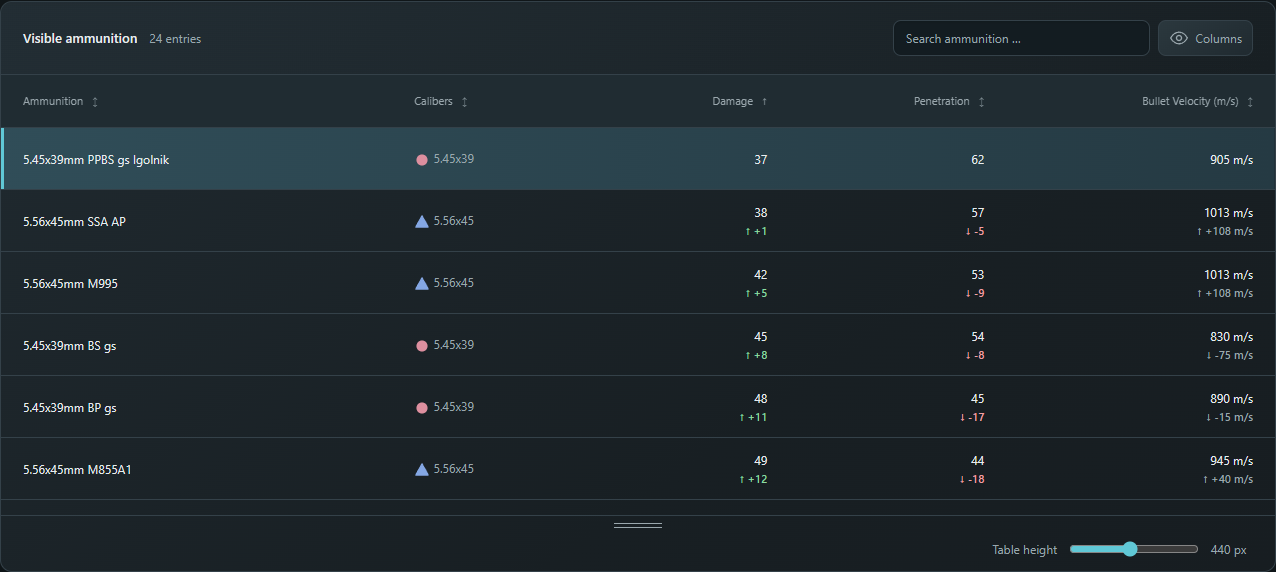 Visible ammunition 24 entries Search ammunition ... Columns
Ammunition ↕ Calibers ↕ Damage ↑ Penetration ↕ Bullet Velocity (m/s) ↕
5.45x39mm PPBS gs Igolnik 5.45x39 37 62 905 m/s
5.56x45mm SSA AP 5.56x45 38 57 1013 m/s
↑ +1 ↓ -5 ↑ +108 m/s
5.56x45mm M995 5.56x45 42 53 1013 m/s
↑ +5 ↓ -9 ↑ +108 m/s
5.45x39mm BS gs 5.45x39 45 54 830 m/s
↑ +8 ↓ -8 ↓ -75 m/s
5.45x39mm BP gs 5.45x39 48 45 890 m/s
↑ +11 ↓ -17 ↓ -15 m/s
5.56x45mm M855A1 5.56x45 49 44 945 m/s
↑ +12 ↓ -18 ↑ +40 m/s
Table height 440 px